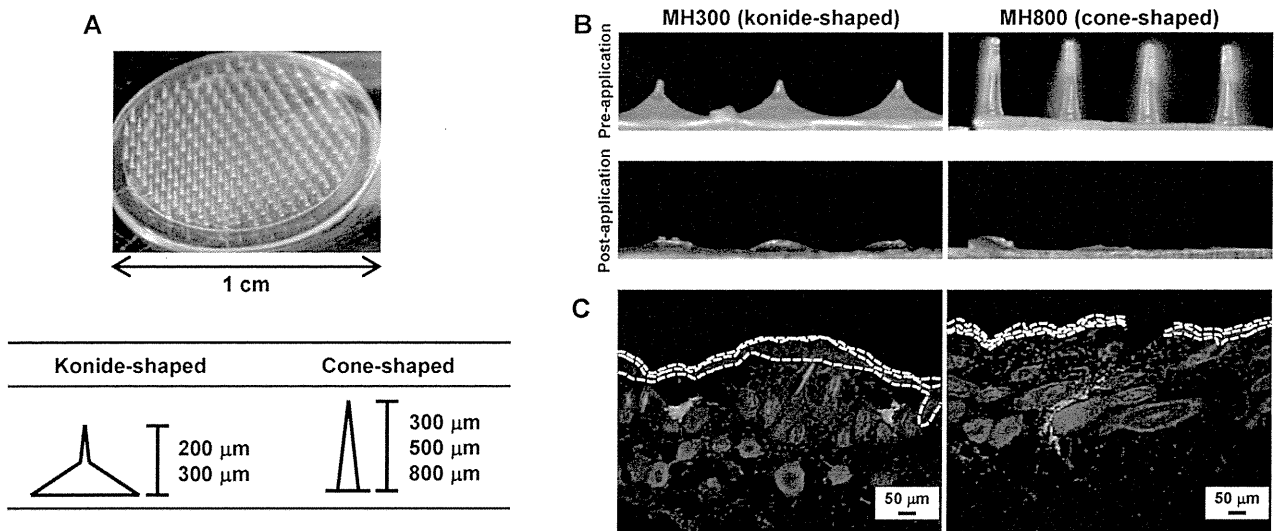 A
1 cm
Konide-shaped Cone-shaped
200 μm
300 μm
300 μm
500 μm
800 μm
B
MH300 (konide-shaped) MH800 (cone-shaped)
Pre-application
Post-application
C
50 μm
50 μm